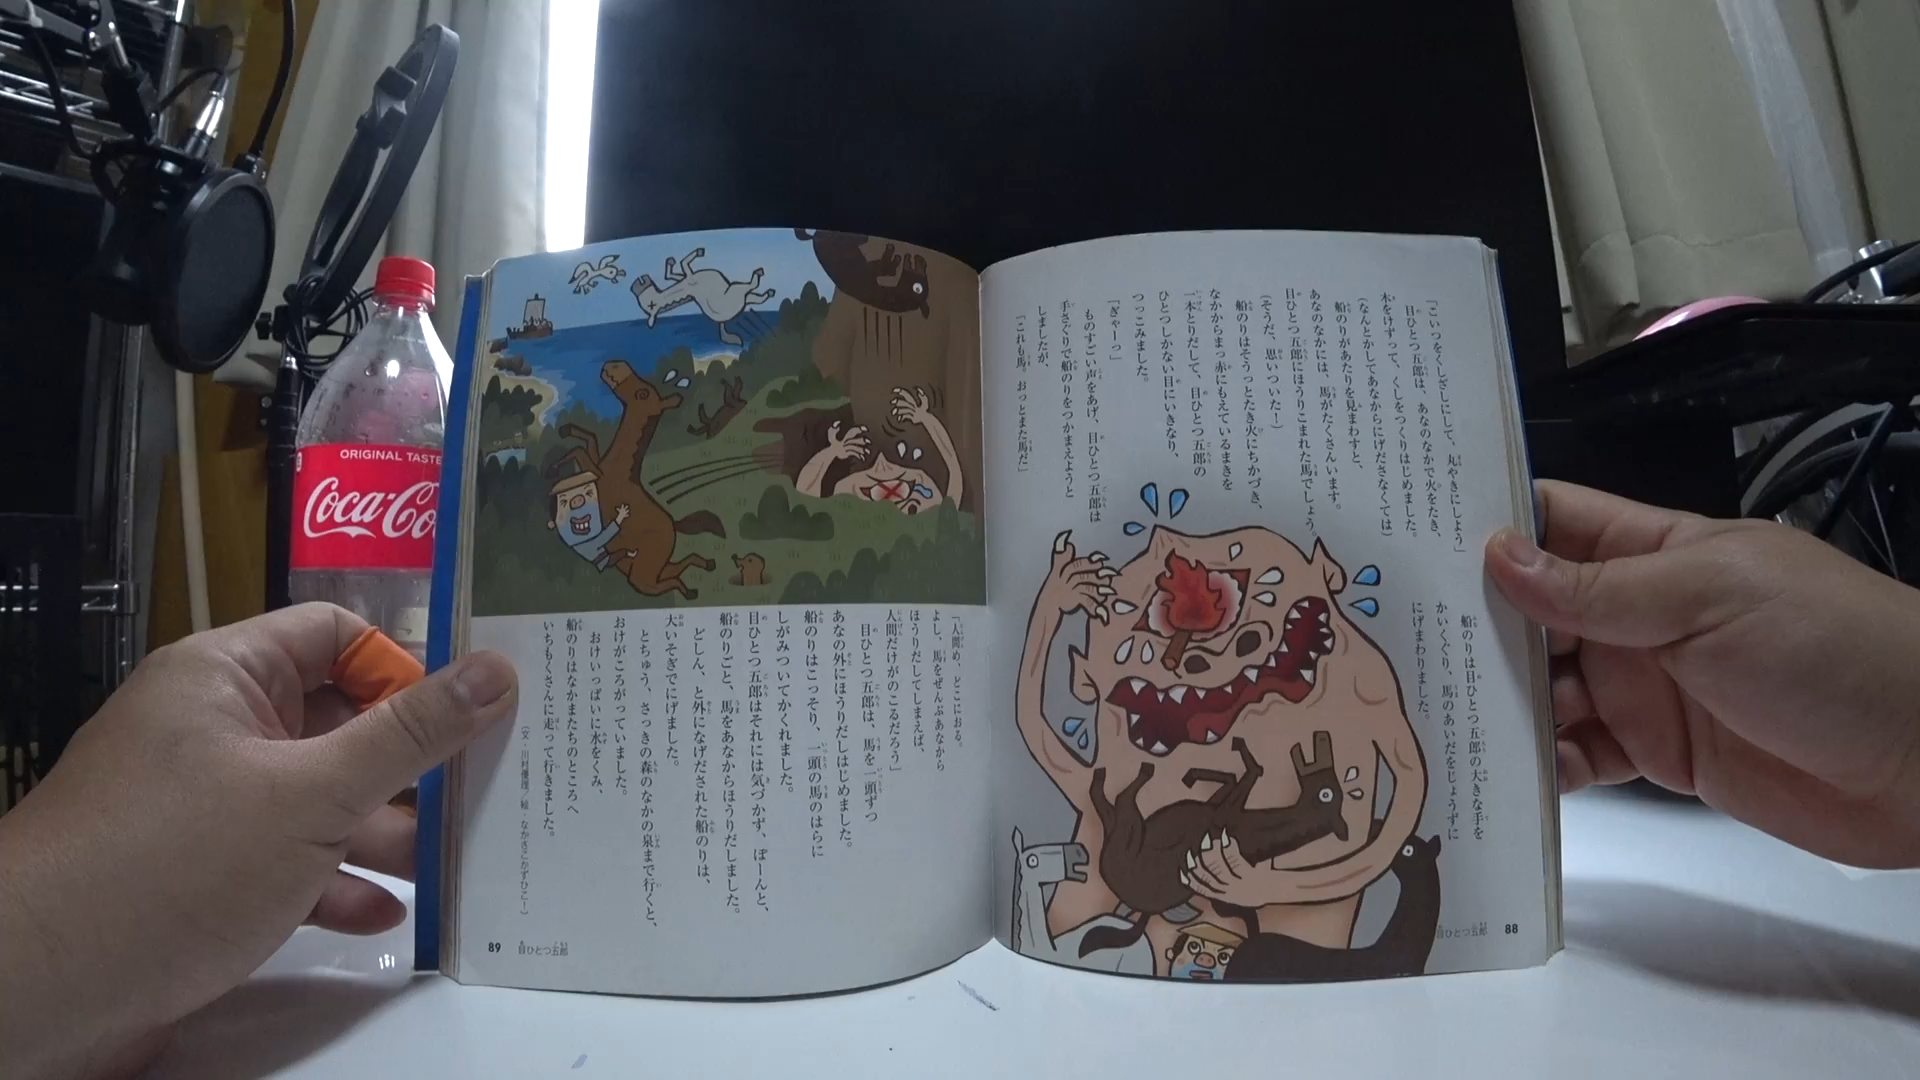 「こいつをくしざしにして、丸やきにしよう」
目ひとつ五郎は、あなのなかで火をたき、
木をけずって、くしをつくりはじめました。
(なんとかしてあなからにげださなくては)
船のりがあたりを見まわすと、
あなのなかには、馬がたくさんいます。
目ひとつ五郎にほうりこまれた馬でしょう。
(そうだ、思いついた!)
船のりはそうっとたき火にちかづき、
なかからまっ赤にもえているまきを
一本とりだして、目ひとつ五郎の
ひとつしかない目にいきなり、
つっこみました。
「ぎゃーっ」
ものすごい声をあげ、目ひとつ五郎は
手さぐりで船のりをつかまえようと
しましたが、
「これも馬。おっとまた馬だ」
船のりは目ひとつ五郎の大きな手を
かいくぐり、馬のあいだをじょうずに
にげまわりました。
目ひとつ五郎 88
「人間め、どこにおる。
よし、馬をぜんぶあなから
ほうりだしてしまえば、
人間だけがのこるだろう」
目ひとつ五郎は、馬を一頭ずつ
あなの外にほうりだしはじめました。
船のりはこっそり、一頭の馬のはらに
しがみついてかくれました。
目ひとつ五郎はそれには気づかず、ぽーんと、
船のりごと、馬をあなからほうりだしました。
どしん、と外になげだされた船のりは、
大いそぎでにげました。
とちゅう、さっきの森のなかの泉まで行くと、
おけがころがっていました。
おけいっぱいに水をくみ、
船のりはなかまたちのところへ
いちもくさんに走って行きました。
(文・川村優理/絵・なかさこかずひこ!)
89 目ひとつ五郎
ORIGINAL TASTE
Coca-Co